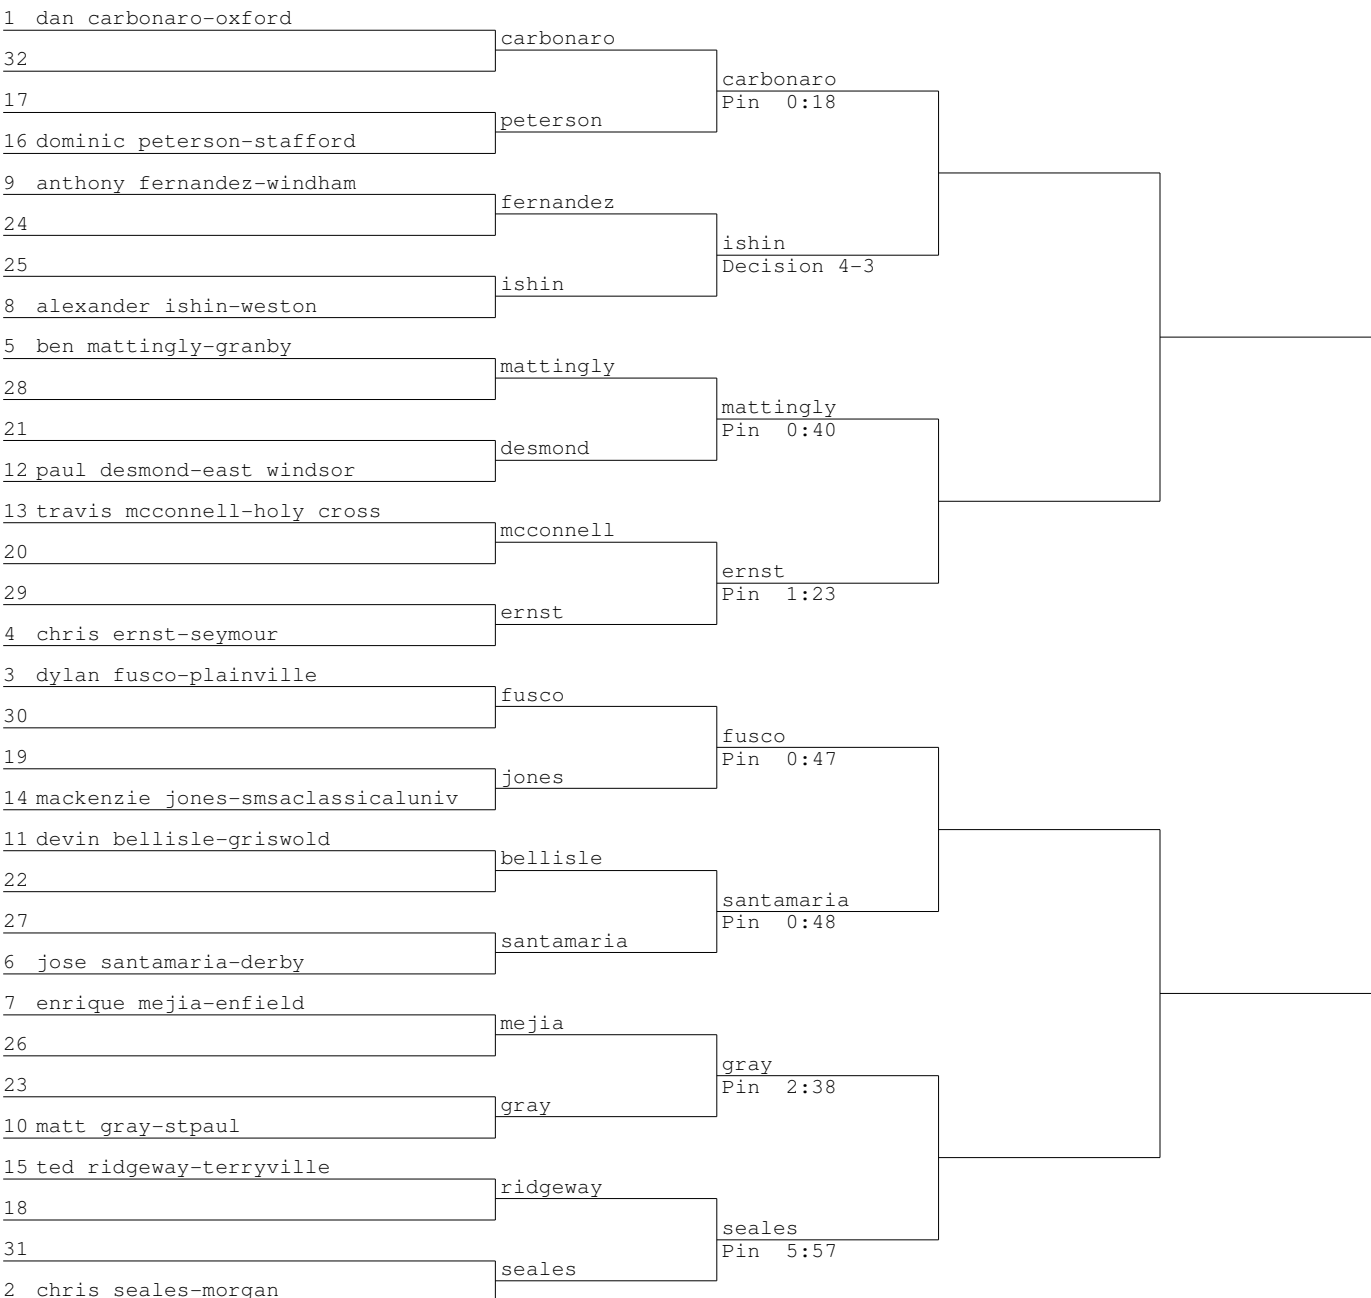 1 dan carbonaro-oxford
carbonaro
32
carbonaro
17
Pin 0:18
peterson
16 dominic peterson-stafford
9 anthony fernandez-windham
fernandez
24
ishin
25
Decision 4-3
ishin
8 alexander ishin-weston
5 ben mattingly-granby
mattingly
28
mattingly
21
Pin 0:40
desmond
12 paul desmond-east windsor
13 travis mcconnell-holy cross
mcconnell
20
ernst
29
Pin 1:23
ernst
4 chris ernst-seymour
3 dylan fusco-plainville
fusco
30
fusco
19
Pin 0:47
jones
14 mackenzie jones-smsaclassicaluniv
11 devin bellisle-griswold
bellisle
22
santamaria
27
Pin 0:48
santamaria
6 jose santamaria-derby
7 enrique mejia-enfield
mejia
26
gray
23
Pin 2:38
gray
10 matt gray-stpaul
15 ted ridgeway-terryville
ridgeway
18
seales
31
Pin 5:57
seales
2 chris seales-morgan